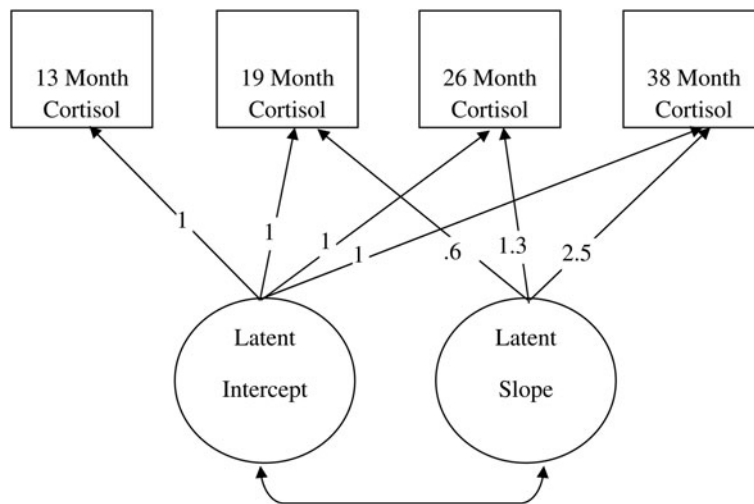 13 Month
Cortisol
19 Month
Cortisol
26 Month
Cortisol
38 Month
Cortisol
1
1
1
1
.6
1.3
2.5
Latent
Intercept
Latent
Slope